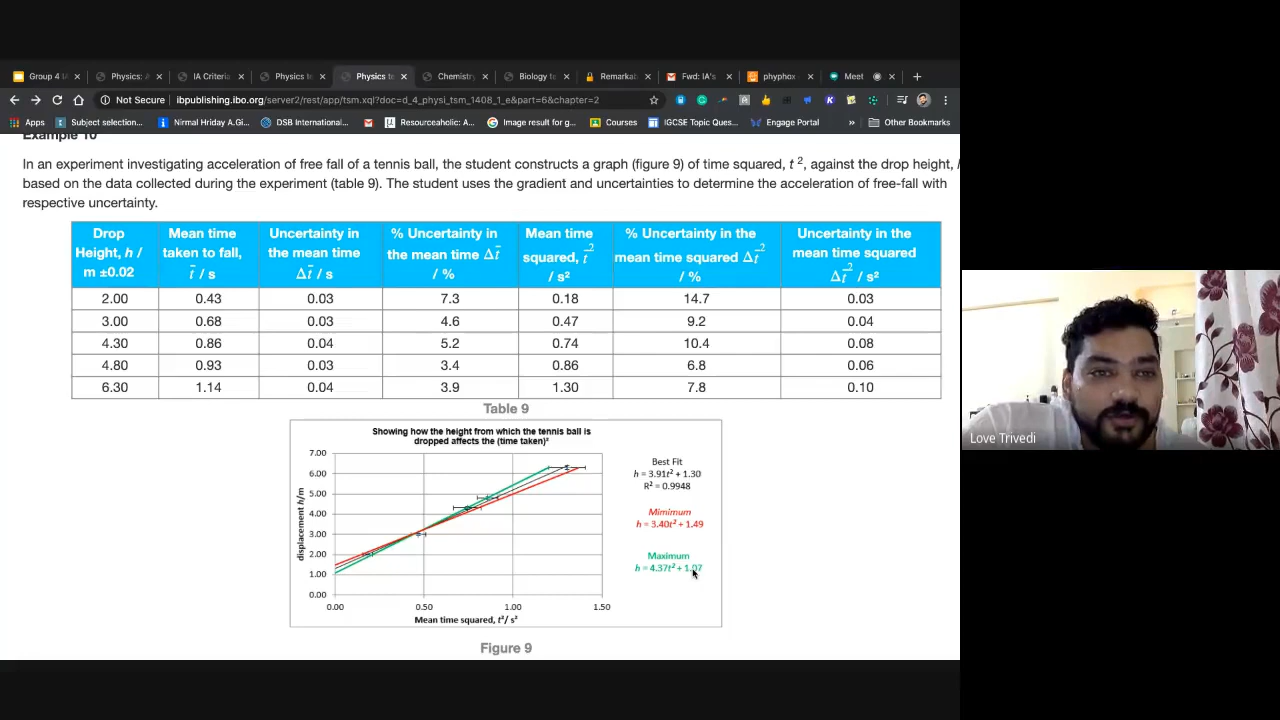 Group 4 IA
Physics: A
IA Criteria
Physics te
Physics te
Chemistry
Biology te
Remarkab
Fwd: IA's
phyphox
Meet
Not Secure
ibpublishing.ibo.org/server2/rest/app/tsm.xql?doc=d_4_physi_tsm_1408_1_e&part=6&chapter=2
Apps
Subject selection...
Nirmal Hriday A.Gi...
DSB International...
Resourceaholic: A...
Image result for g...
Courses
IGCSE Topic Ques...
Engage Portal
»
Other Bookmarks
Example 10
In an experiment investigating acceleration of free fall of a tennis ball, the student constructs a graph (figure 9) of time squared, t ², against the drop height,
based on the data collected during the experiment (table 9). The student uses the gradient and uncertainties to determine the acceleration of free-fall with
respective uncertainty.
Drop Height, h / m ±0.02
Mean time taken to fall, t̄ / s
Uncertainty in the mean time Δt̄ / s
% Uncertainty in the mean time Δt̄ / %
Mean time squared, t̄² / s²
% Uncertainty in the mean time squared Δt̄² / %
Uncertainty in the mean time squared Δt̄² / s²
2.00 0.43 0.03 7.3 0.18 14.7 0.03
3.00 0.68 0.03 4.6 0.47 9.2 0.04
4.30 0.86 0.04 5.2 0.74 10.4 0.08
4.80 0.93 0.03 3.4 0.86 6.8 0.06
6.30 1.14 0.04 3.9 1.30 7.8 0.10
Table 9
Showing how the height from which the tennis ball is
dropped affects the (time taken)²
displacement h/m
7.00
6.00
5.00
4.00
3.00
2.00
1.00
0.00
0.00 0.50 1.00 1.50
Mean time squared, t²/ s²
Best Fit
h = 3.91t² + 1.30
R² = 0.9948
Mimimum
h = 3.40t² + 1.49
Maximum
h = 4.37t² + 1.07
Figure 9
Love Trivedi